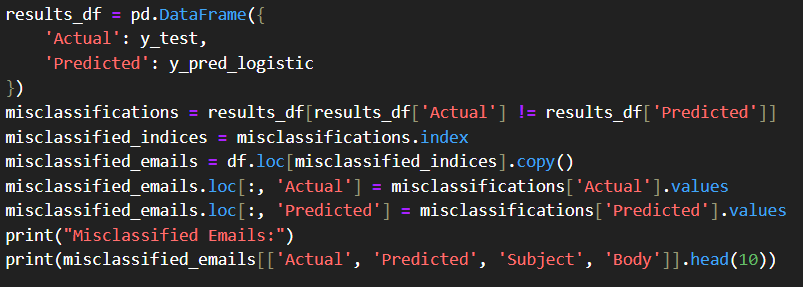 results_df = pd.DataFrame({
    'Actual': y_test,
    'Predicted': y_pred_logistic
})
misclassifications = results_df[results_df['Actual'] != results_df['Predicted']]
misclassified_indices = misclassifications.index
misclassified_emails = df.loc[misclassified_indices].copy()
misclassified_emails.loc[:, 'Actual'] = misclassifications['Actual'].values
misclassified_emails.loc[:, 'Predicted'] = misclassifications['Predicted'].values
print("Misclassified Emails:")
print(misclassified_emails[['Actual', 'Predicted', 'Subject', 'Body']].head(10))